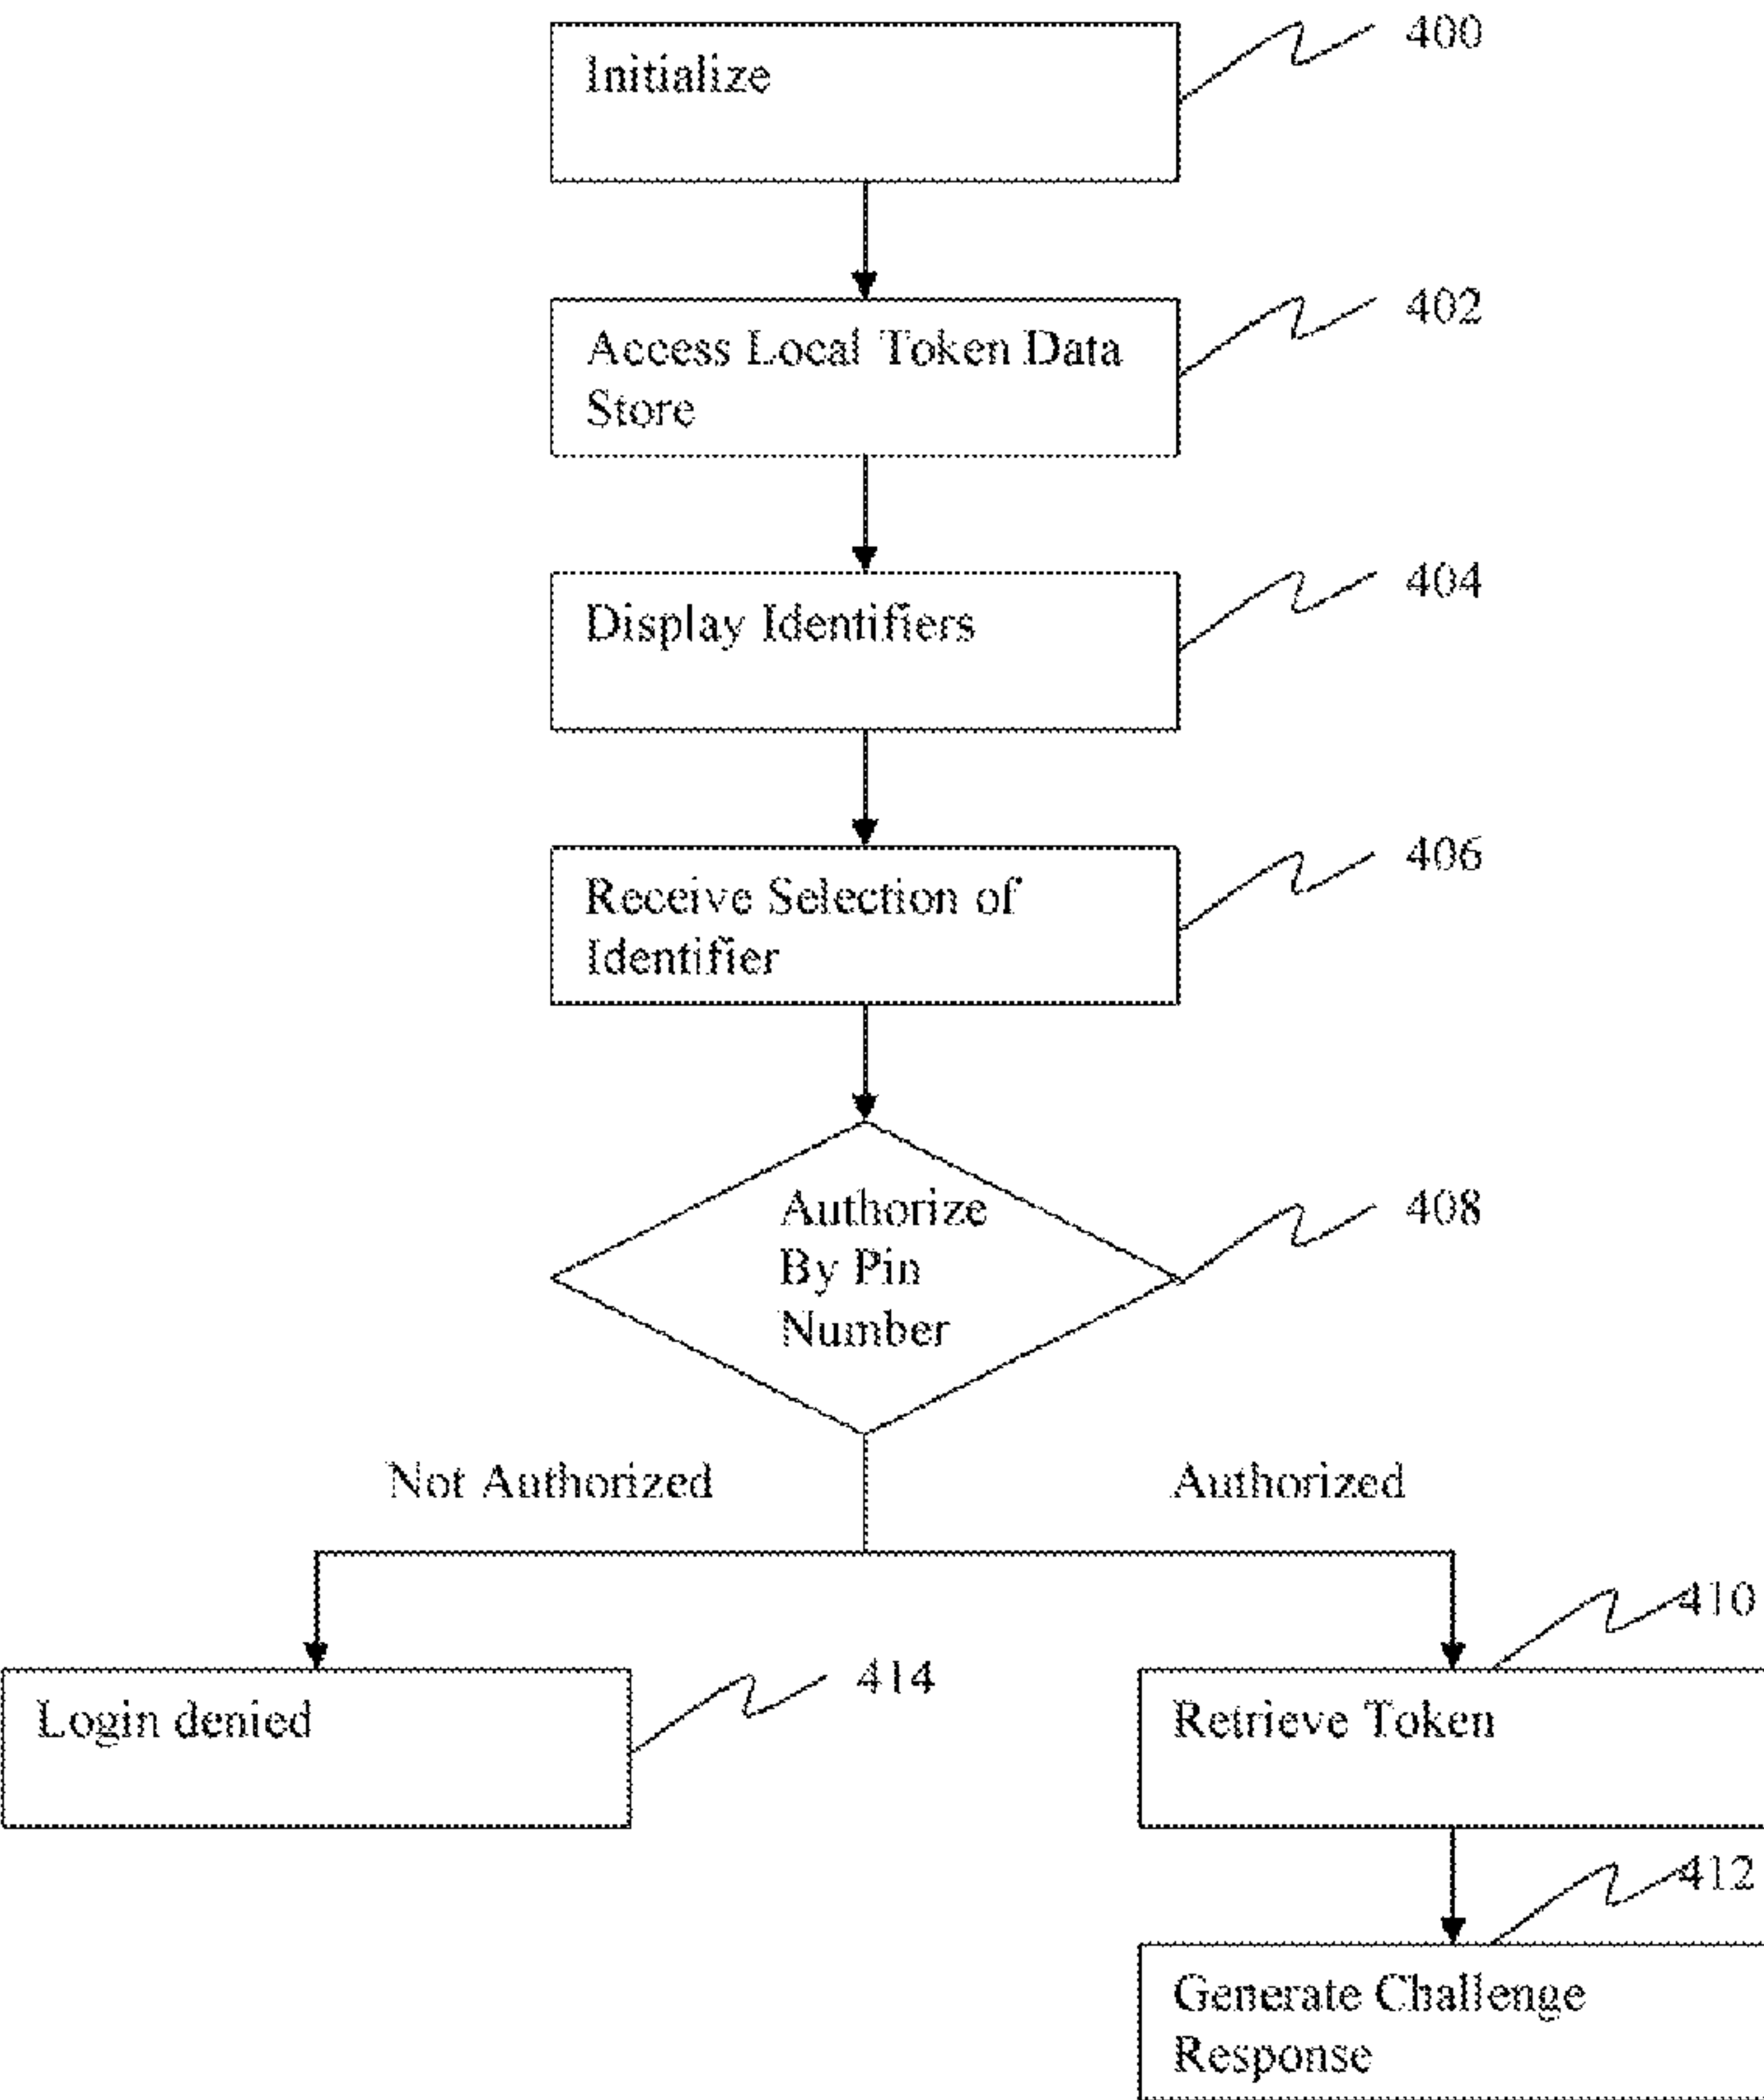 Initialize
400
Access Local Token Data
Store
402
Display Identifiers
404
Receive Selection of
Identifier
406
Authorize
By Pin
Number
408
Not Authorized
Authorized
Login denied
414
Retrieve Token
410
Generate Challenge
Response
412